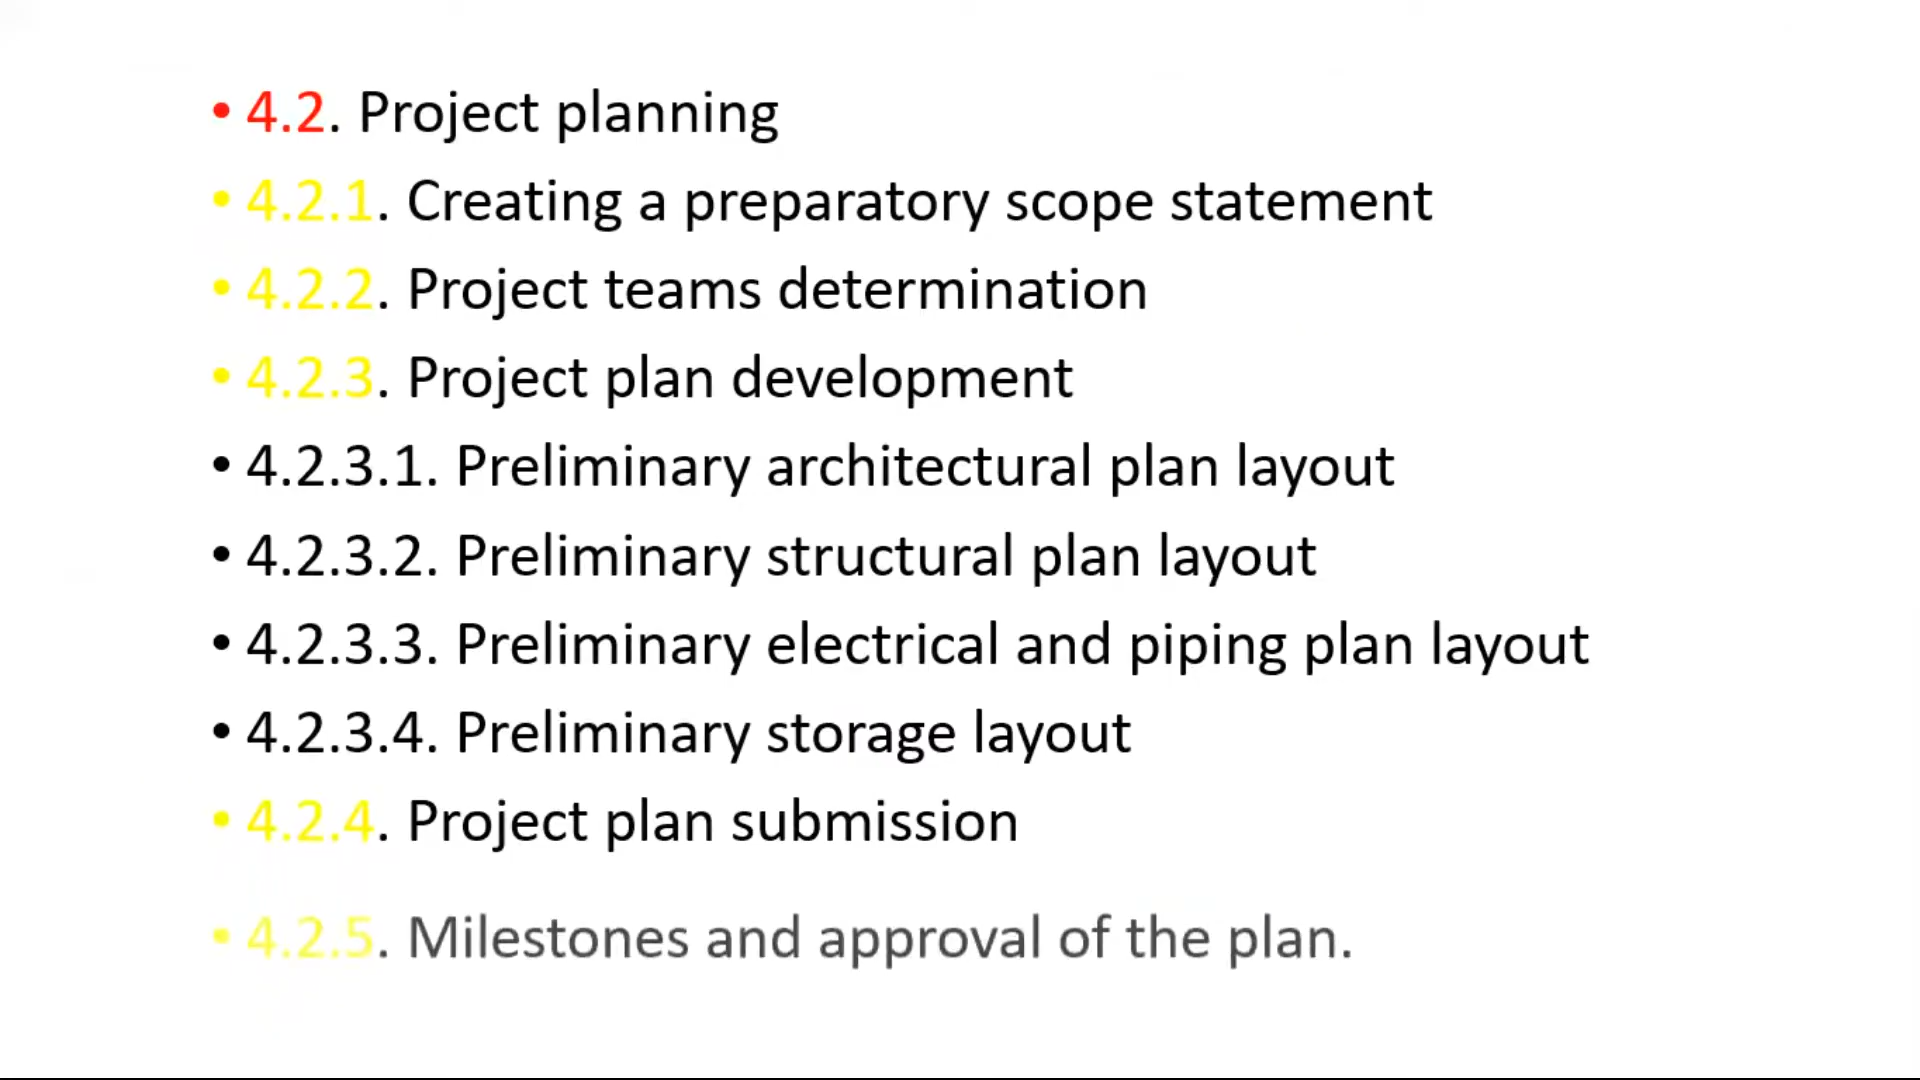 • 4.2. Project planning
• 4.2.1. Creating a preparatory scope statement
• 4.2.2. Project teams determination
• 4.2.3. Project plan development
• 4.2.3.1. Preliminary architectural plan layout
• 4.2.3.2. Preliminary structural plan layout
• 4.2.3.3. Preliminary electrical and piping plan layout
• 4.2.3.4. Preliminary storage layout
• 4.2.4. Project plan submission
• 4.2.5. Milestones and approval of the plan.